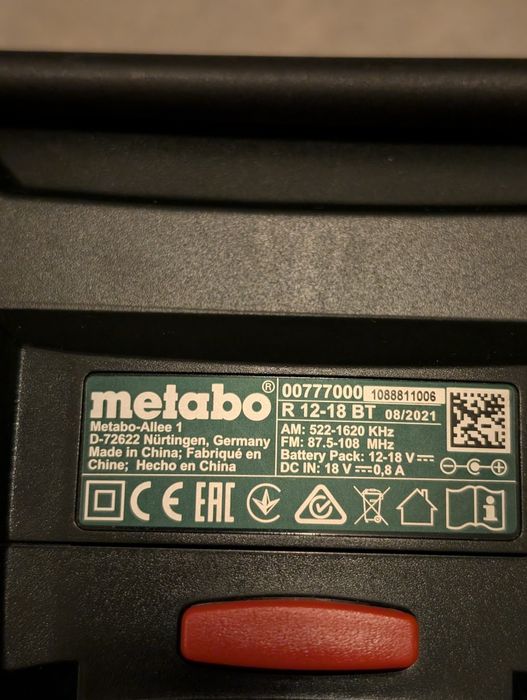 metabo®
Metabo-Allee 1
D-72622 Nürtingen, Germany
Made in China; Fabriqué en
Chine; Hecho en China
00777000 1088811006
R 12-18 BT 08/2021
AM: 522-1620 KHz
FM: 87.5-108 MHz
Battery Pack: 12-18 V
DC IN: 18 V 0,8 A
CE EAC